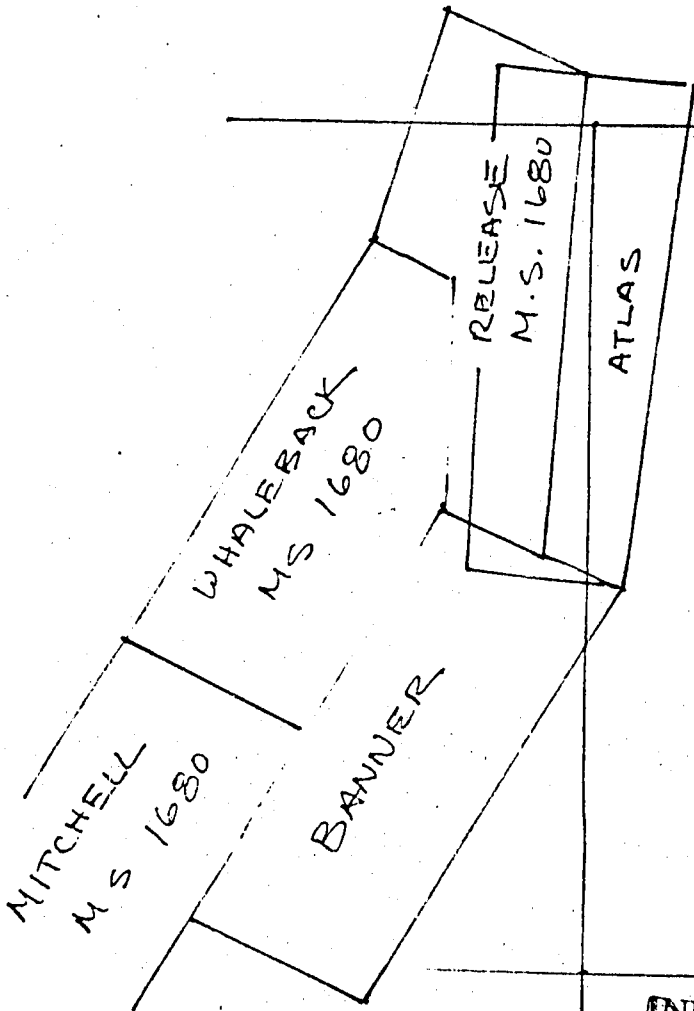 RELEASE
M.S. 1680
ATLAS
WHALEBACK
MS 1680
BANNER
MITCHELL
MS 1680